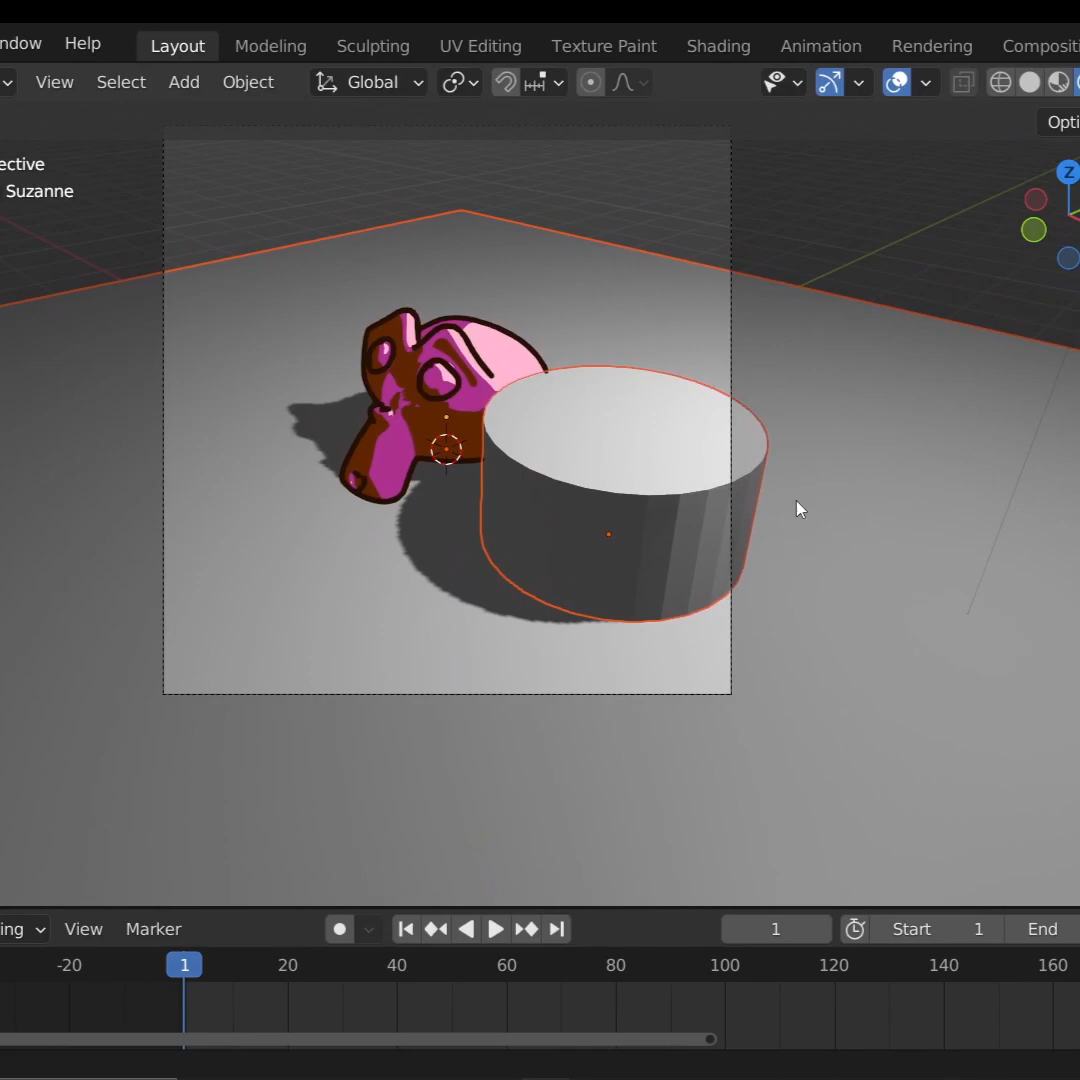 ndow Help Layout Modeling Sculpting UV Editing Texture Paint Shading Animation Rendering Compositi
View Select Add Object Global
Opti
ective
Suzanne
Z
ing View Marker 1 Start 1 End
-20 1 20 40 60 80 100 120 140 160